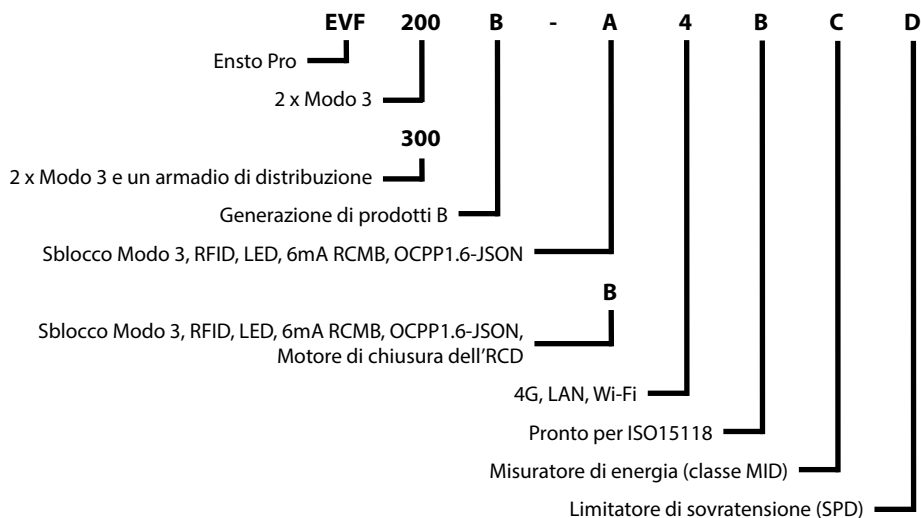 EVF 200 B - A 4 B C D
Ensto Pro
2 x Modo 3
300
2 x Modo 3 e un armadio di distribuzione
Generazione di prodotti B
Sblocco Modo 3, RFID, LED, 6mA RCMB, OCPP1.6-JSON
B
Sblocco Modo 3, RFID, LED, 6mA RCMB, OCPP1.6-JSON,
Motore di chiusura dell'RCD
4G, LAN, Wi-Fi
Pronto per ISO15118
Misuratore di energia (classe MID)
Limitatore di sovratensione (SPD)